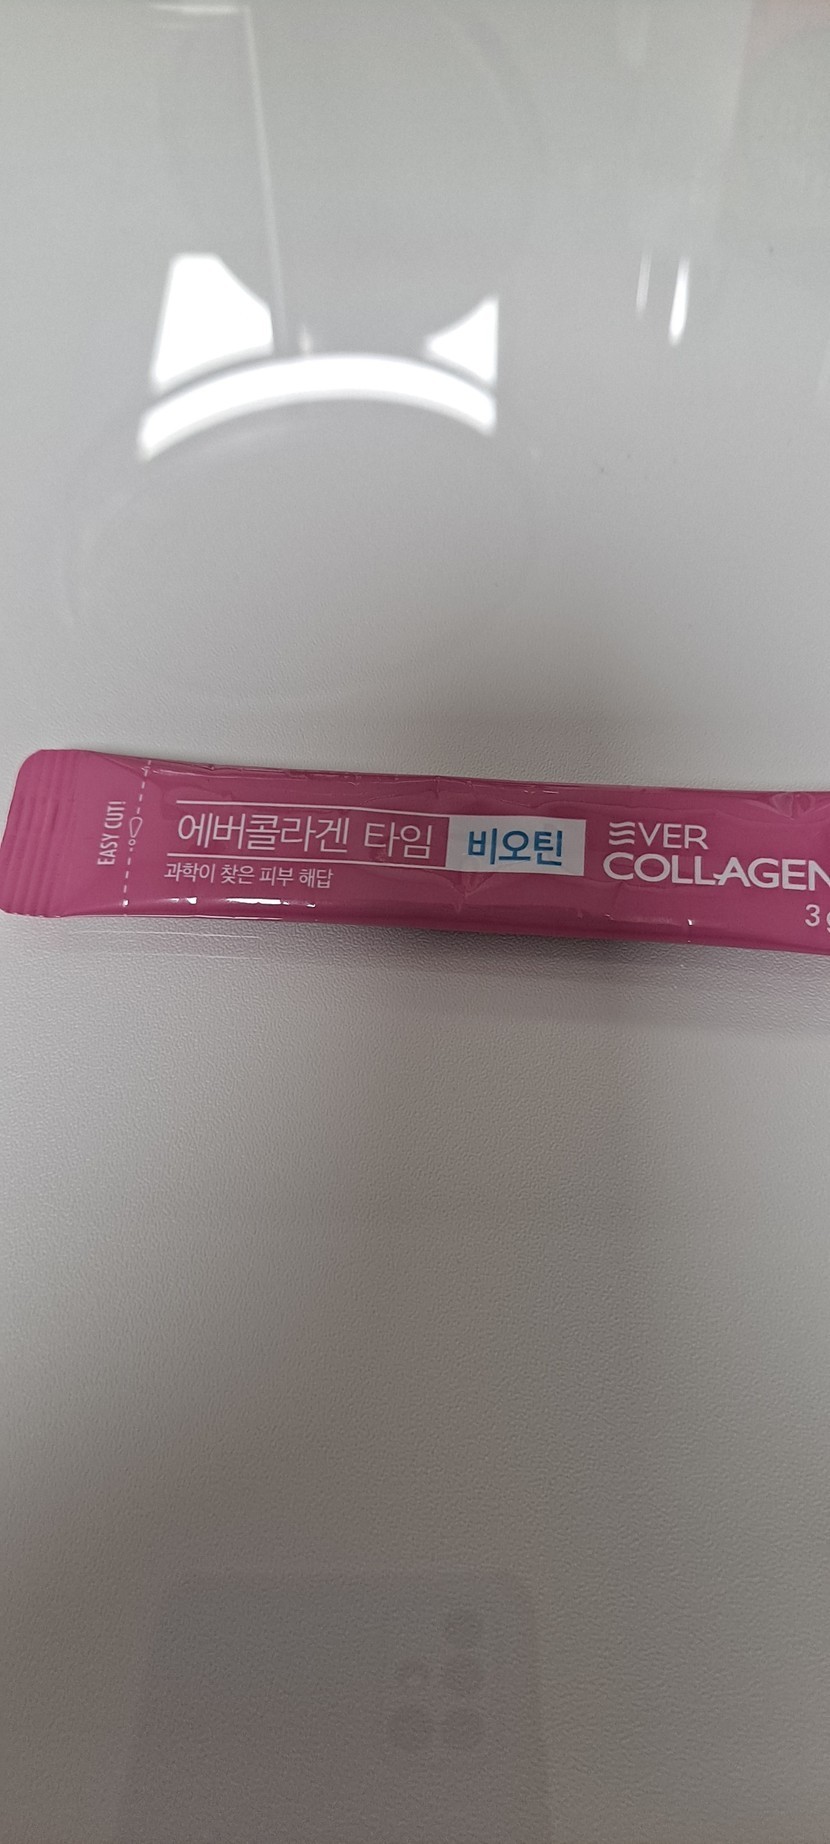 EASY CUT!
에버콜라겐 타임 비오틴
과학이 찾은 피부 해답
EVER
COLLAGEN
3